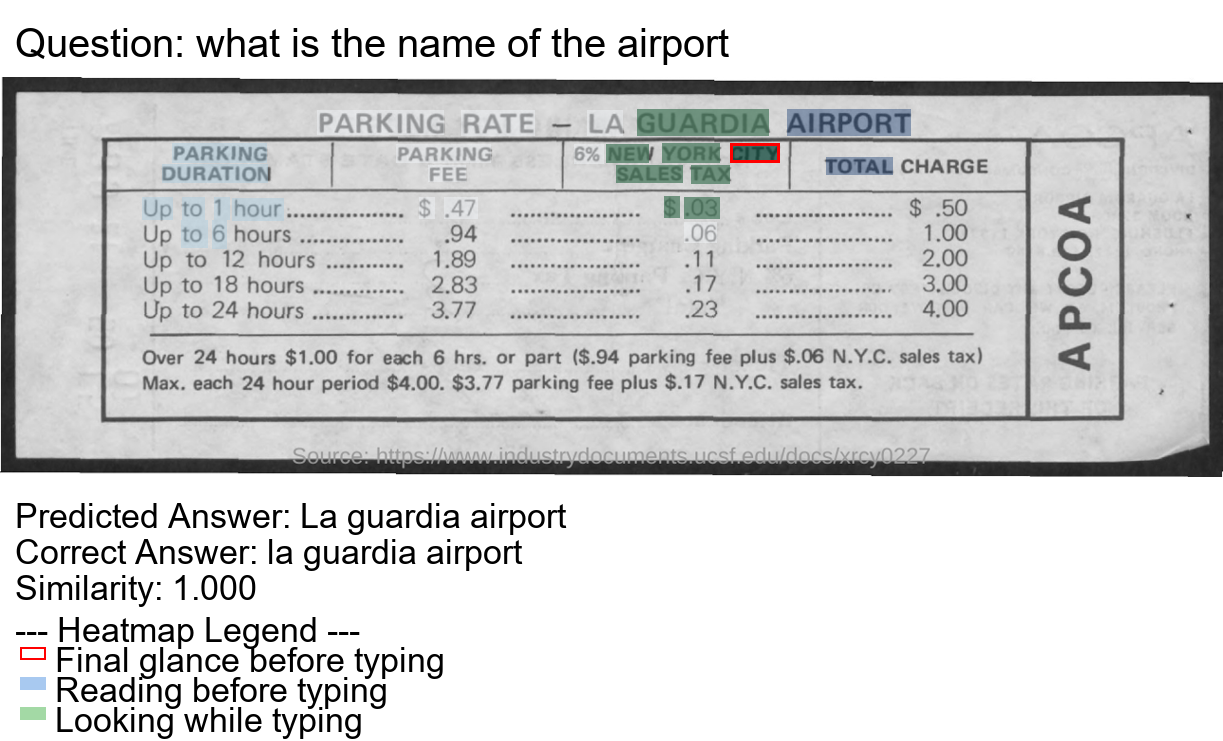 Question: what is the name of the airport
PARKING RATE — LA GUARDIA AIRPORT
PARKING DURATION PARKING FEE 6% NEW YORK CITY SALES TAX TOTAL CHARGE
Up to 1 hour ................ $ .47 ................ $ .03 ................ $ .50
Up to 6 hours ................ .94 ................ .06 ................ 1.00
Up to 12 hours ................ 1.89 ................ .11 ................ 2.00
Up to 18 hours ................ 2.83 ................ .17 ................ 3.00
Up to 24 hours ................ 3.77 ................ .23 ................ 4.00
Over 24 hours $1.00 for each 6 hrs. or part ($.94 parking fee plus $.06 N.Y.C. sales tax)
Max. each 24 hour period $4.00. $3.77 parking fee plus $.17 N.Y.C. sales tax.
APCOA
Source: https://www.industrydocuments.ucsf.edu/docs/xrcy0227
Predicted Answer: La guardia airport
Correct Answer: la guardia airport
Similarity: 1.000
--- Heatmap Legend ---
Final glance before typing
Reading before typing
Looking while typing